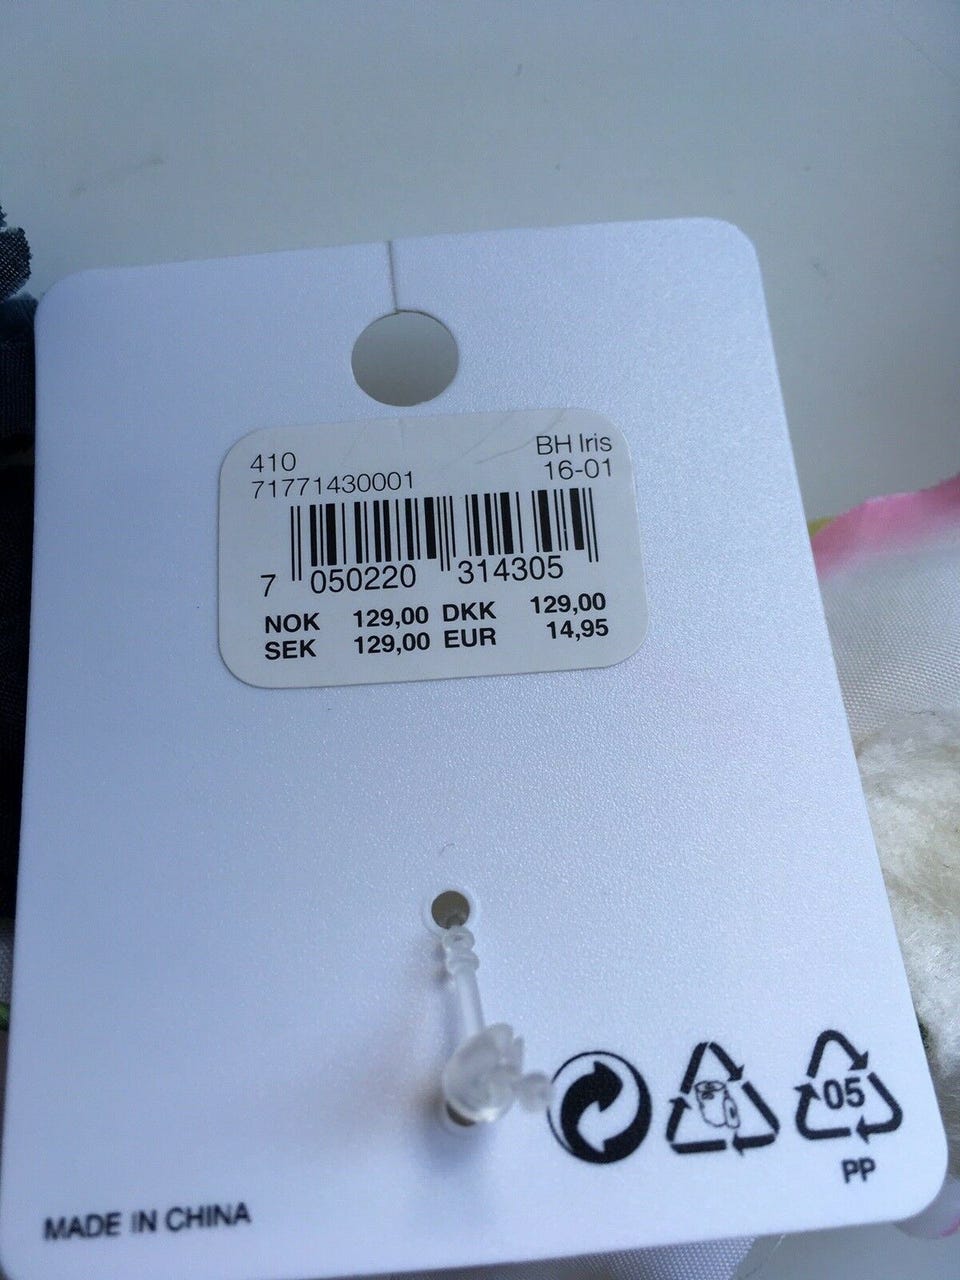 410 BH Iris
71771430001 16-01
7 050220 314305
NOK 129,00 DKK 129,00
SEK 129,00 EUR 14,95
05
PP
MADE IN CHINA